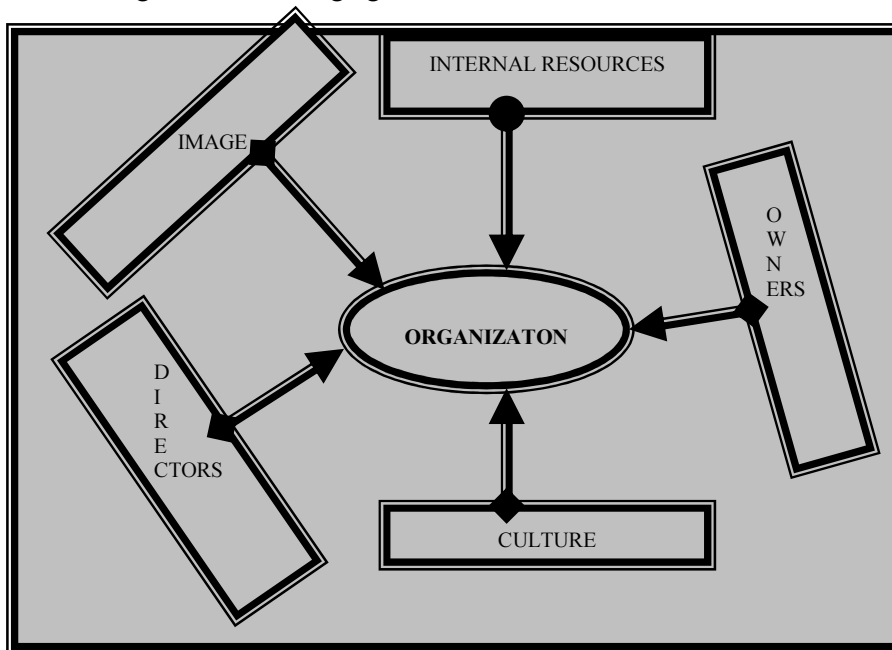 INTERNAL RESOURCES
IMAGE
O
W
N
ERS
ORGANIZATON
D
I
R
E
CTORS
CULTURE